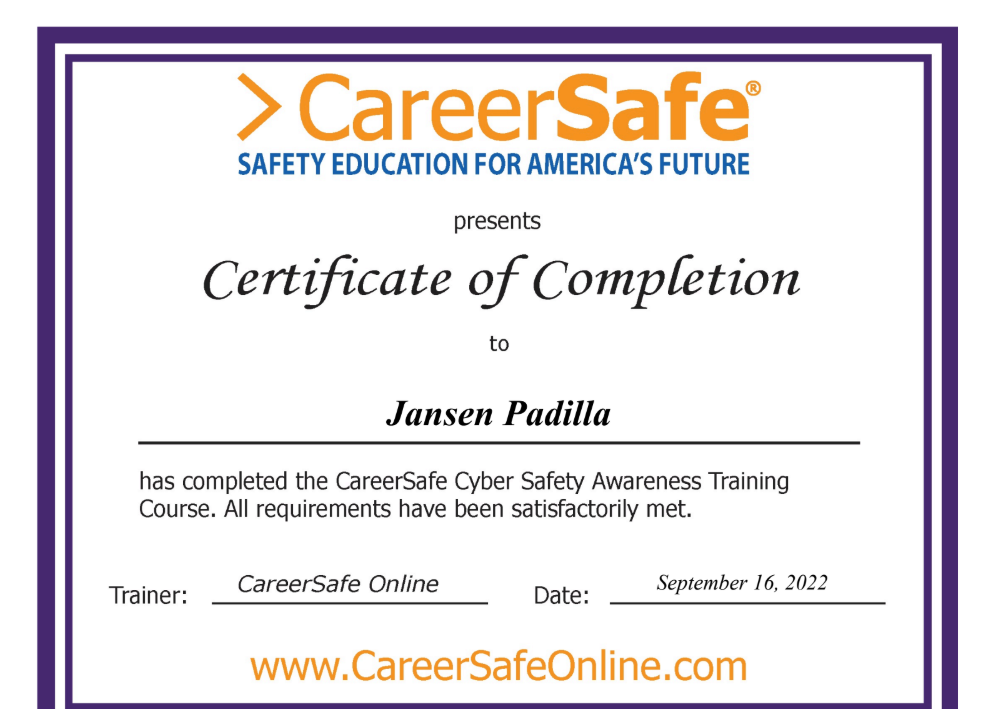 > CareerSafe®
SAFETY EDUCATION FOR AMERICA'S FUTURE
presents
Certificate of Completion
to
Jansen Padilla
has completed the CareerSafe Cyber Safety Awareness Training
Course. All requirements have been satisfactorily met.
Trainer: CareerSafe Online Date: September 16, 2022
www.CareerSafeOnline.com